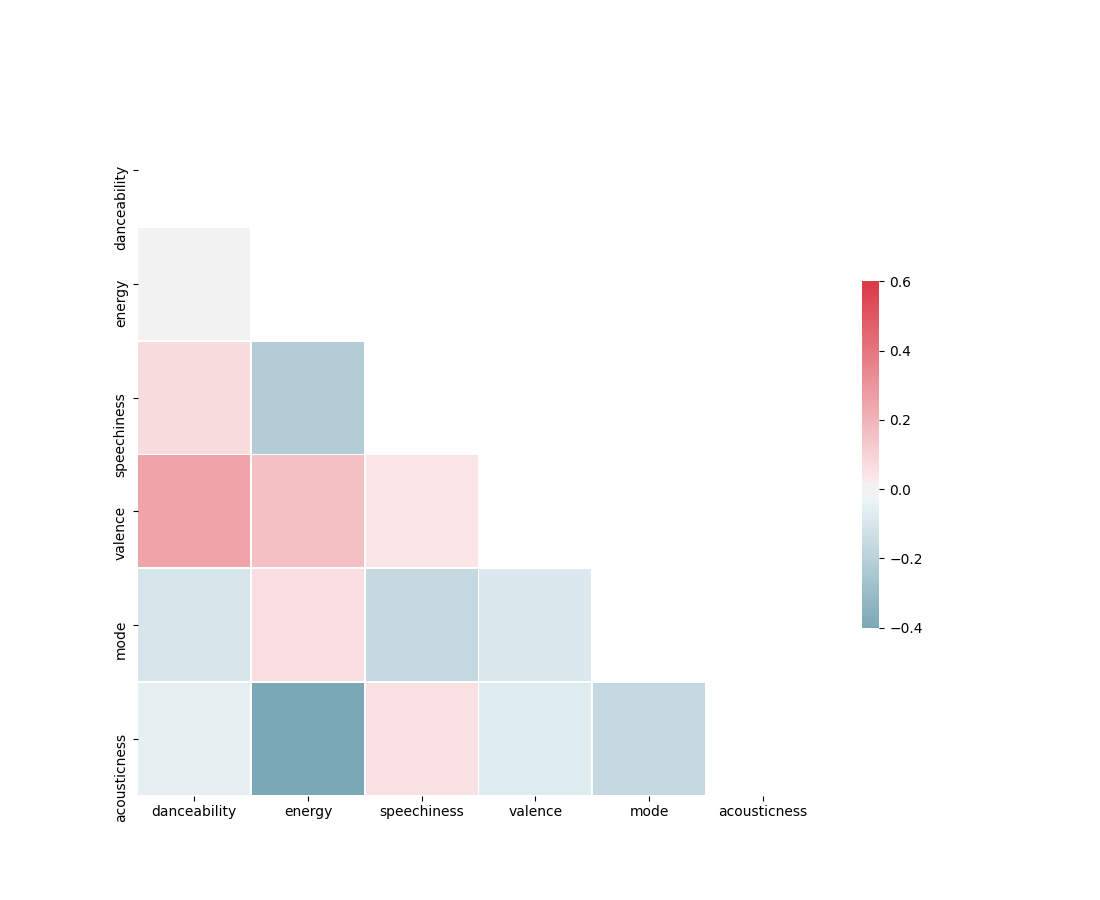 danceability
energy
speechiness
valence
mode
acousticness
danceability energy speechiness valence mode acousticness
0.6
0.4
0.2
0.0
−0.2
−0.4